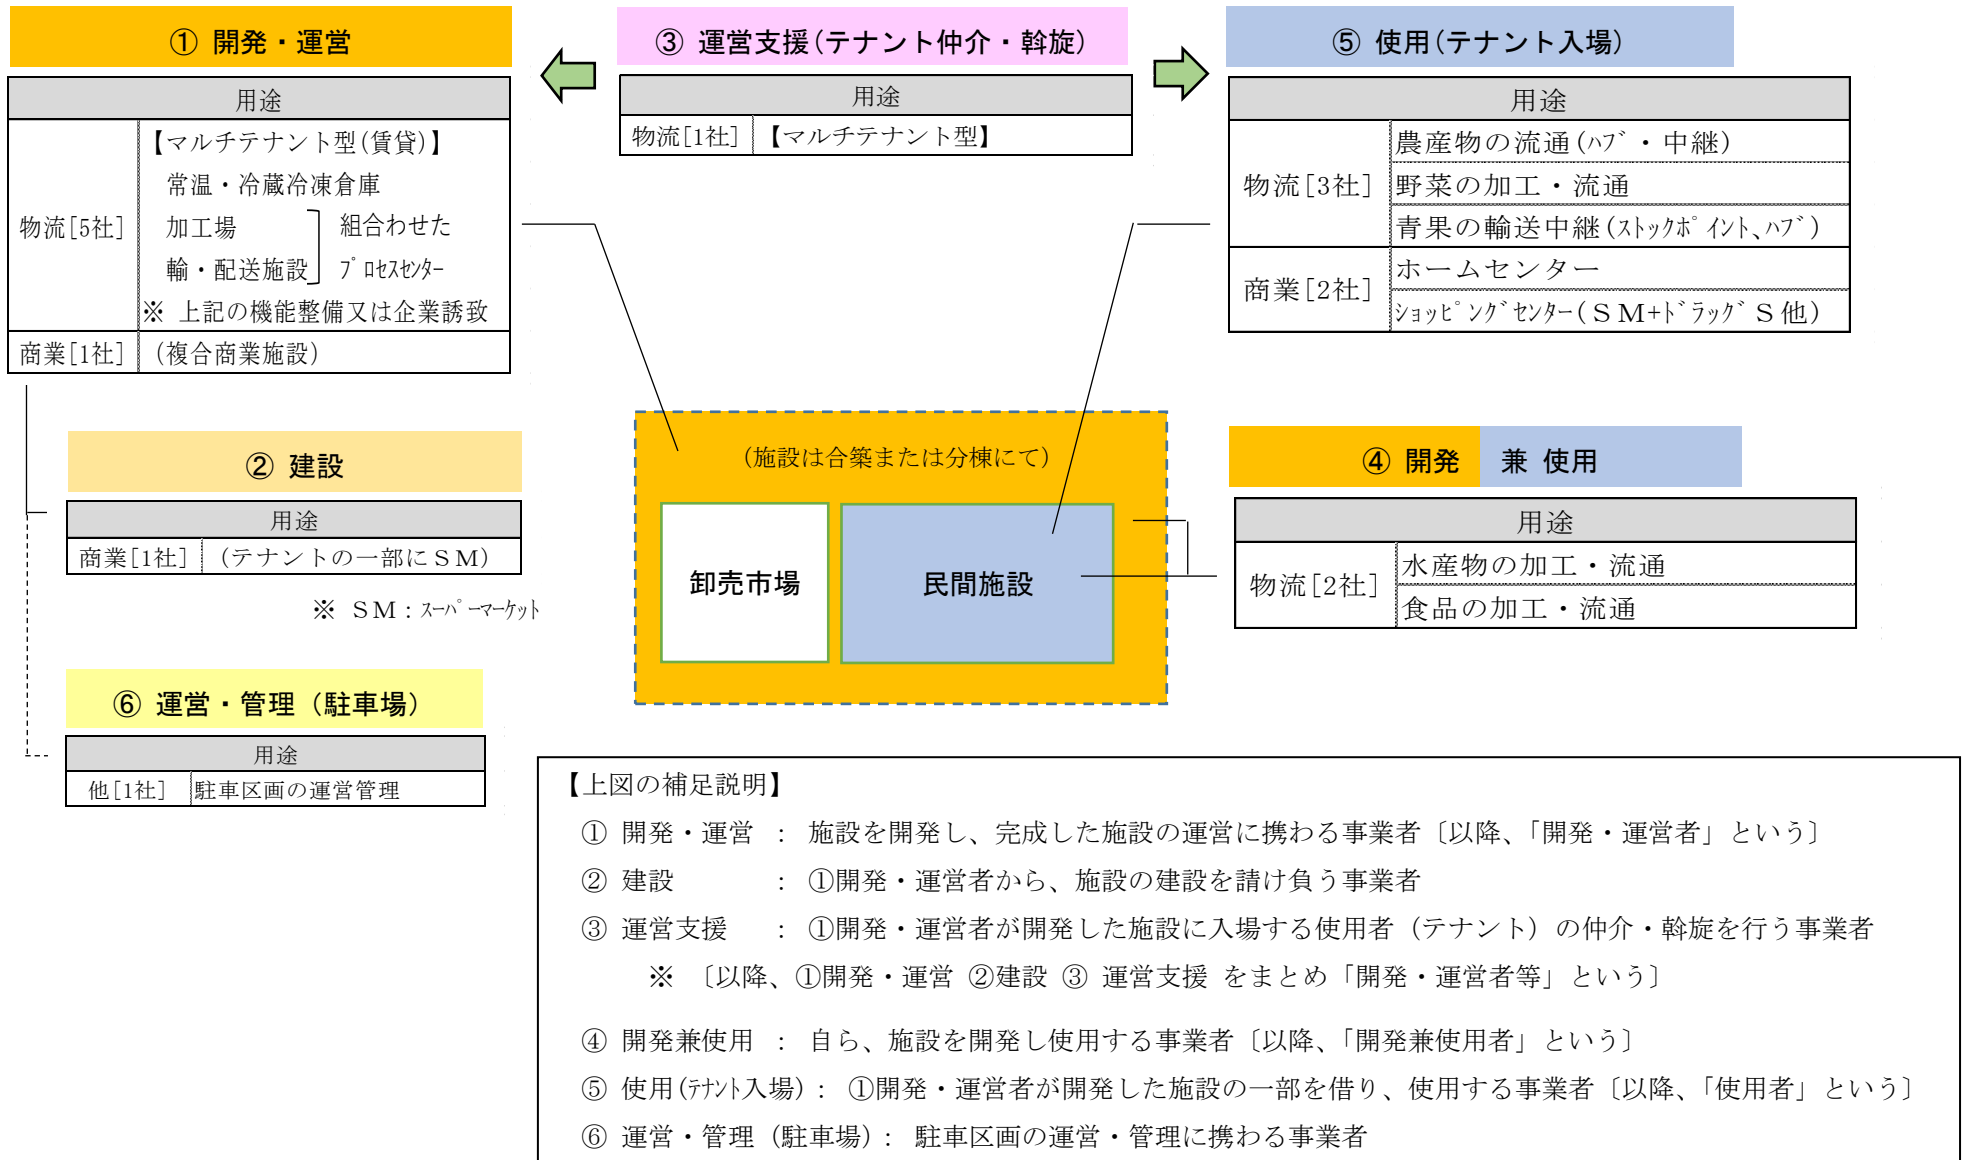 ① 開発・運営
用途
物流[5社]
【マルチテナント型(賃貸)】
常温・冷蔵冷凍倉庫
加工場
輸・配送施設
組合わせた
ﾌﾟﾛｾｽｾﾝﾀｰ
※ 上記の機能整備又は企業誘致
商業[1社] (複合商業施設)
③ 運営支援(テナント仲介・斡旋)
用途
物流[1社] 【マルチテナント型】
⑤ 使用(テナント入場)
用途
物流[3社]
農産物の流通(ﾊﾌﾞ・中継)
野菜の加工・流通
青果の輸送中継(ｽﾄｯｸﾎﾟｲﾝﾄ､ﾊﾌﾞ)
商業[2社]
ホームセンター
ｼｮｯﾋﾟﾝｸﾞｾﾝﾀｰ(ＳＭ+ﾄﾞﾗｯｸﾞＳ他)
② 建設
用途
商業[1社] (テナントの一部にＳＭ)
※ ＳＭ：ｽｰﾊﾟｰﾏｰｹｯﾄ
⑥ 運営・管理（駐車場）
用途
他[1社] 駐車区画の運営管理
(施設は合築または分棟にて)
卸売市場
民間施設
④ 開発 兼 使用
用途
物流[2社]
水産物の加工・流通
食品の加工・流通
【上図の補足説明】
① 開発・運営 ： 施設を開発し、完成した施設の運営に携わる事業者〔以降、「開発・運営者」という〕
② 建設 ： ①開発・運営者から、施設の建設を請け負う事業者
③ 運営支援 ： ①開発・運営者が開発した施設に入場する使用者（テナント）の仲介・斡旋を行う事業者
※ 〔以降、①開発・運営 ②建設 ③ 運営支援 をまとめ「開発・運営者等」という〕
④ 開発兼使用 ： 自ら、施設を開発し使用する事業者〔以降、「開発兼使用者」という〕
⑤ 使用(ﾃﾅﾝﾄ入場)： ①開発・運営者が開発した施設の一部を借り、使用する事業者〔以降、「使用者」という〕
⑥ 運営・管理（駐車場）： 駐車区画の運営・管理に携わる事業者